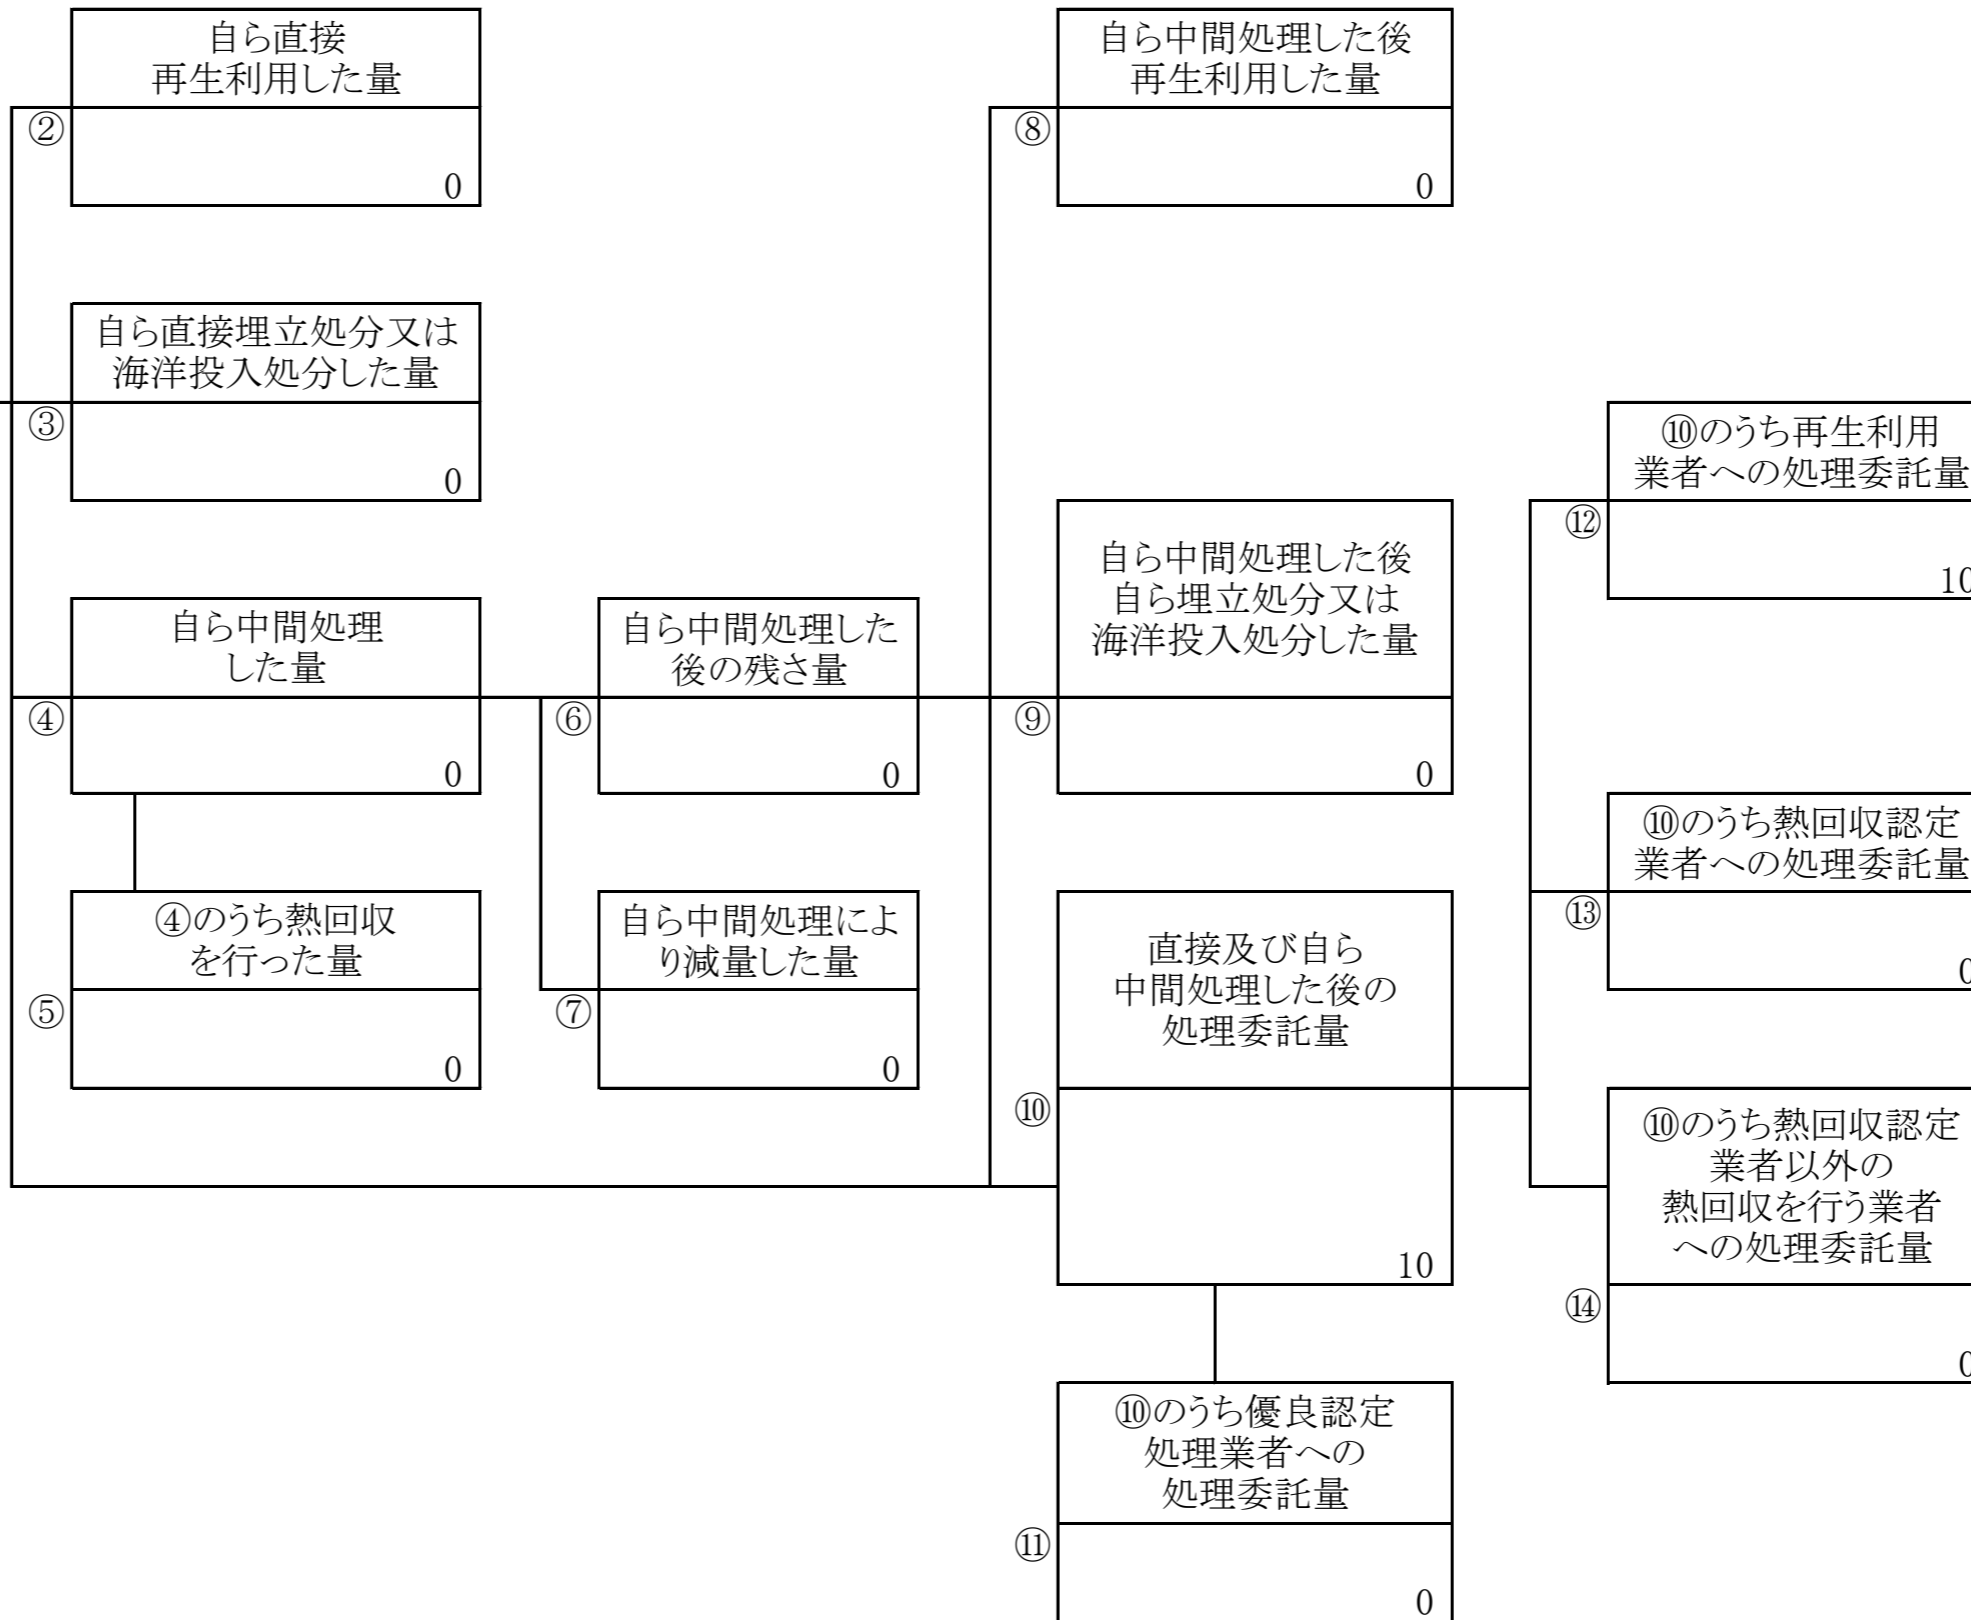 自ら直接
再生利用した量
②
0
自ら中間処理した後
再生利用した量
⑧
0
自ら直接埋立処分又は
海洋投入処分した量
③
0
⑩のうち再生利用
業者への処理委託量
⑫
10
自ら中間処理した後
自ら埋立処分又は
海洋投入処分した量
⑨
0
自ら中間処理
した量
④
0
自ら中間処理した
後の残さ量
⑥
0
⑩のうち熱回収認定
業者への処理委託量
⑬
0
④のうち熱回収
を行った量
⑤
0
自ら中間処理によ
り減量した量
⑦
0
直接及び自ら
中間処理した後の
処理委託量
⑩
10
⑩のうち熱回収認定
業者以外の
熱回収を行う業者
への処理委託量
⑭
0
⑩のうち優良認定
処理業者への
処理委託量
⑪
0